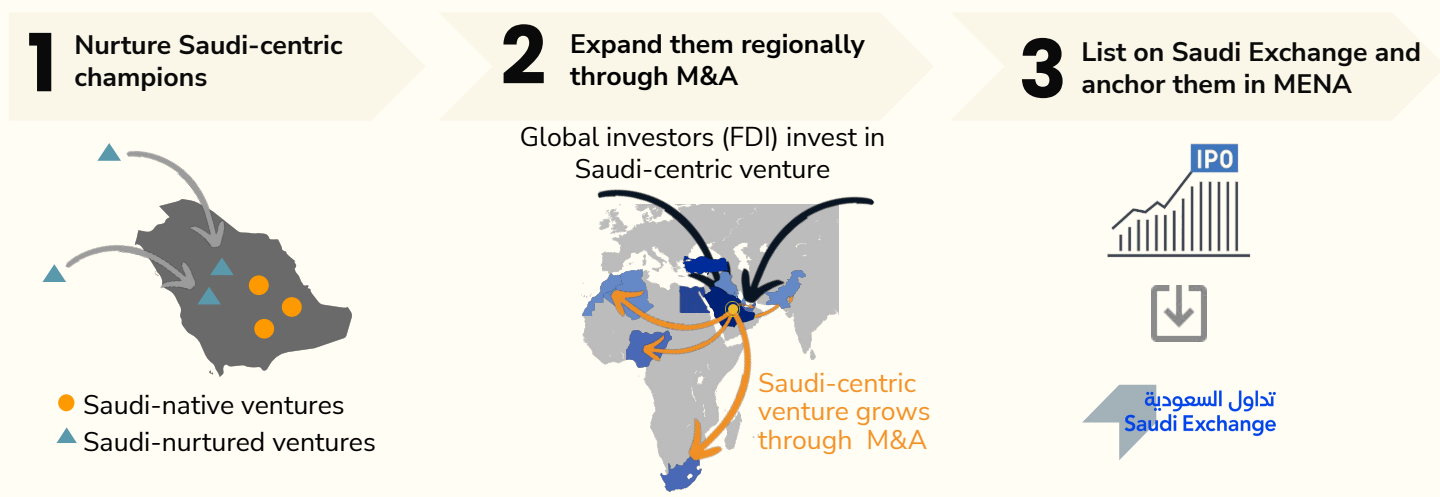 1
Nurture Saudi-centric
champions
Saudi-native ventures
Saudi-nurtured ventures
2
Expand them regionally
through M&A
Global investors (FDI) invest in
Saudi-centric venture
Saudi-centric
venture grows
through M&A
3
List on Saudi Exchange and
anchor them in MENA
IPO
تداول السعودية
Saudi Exchange